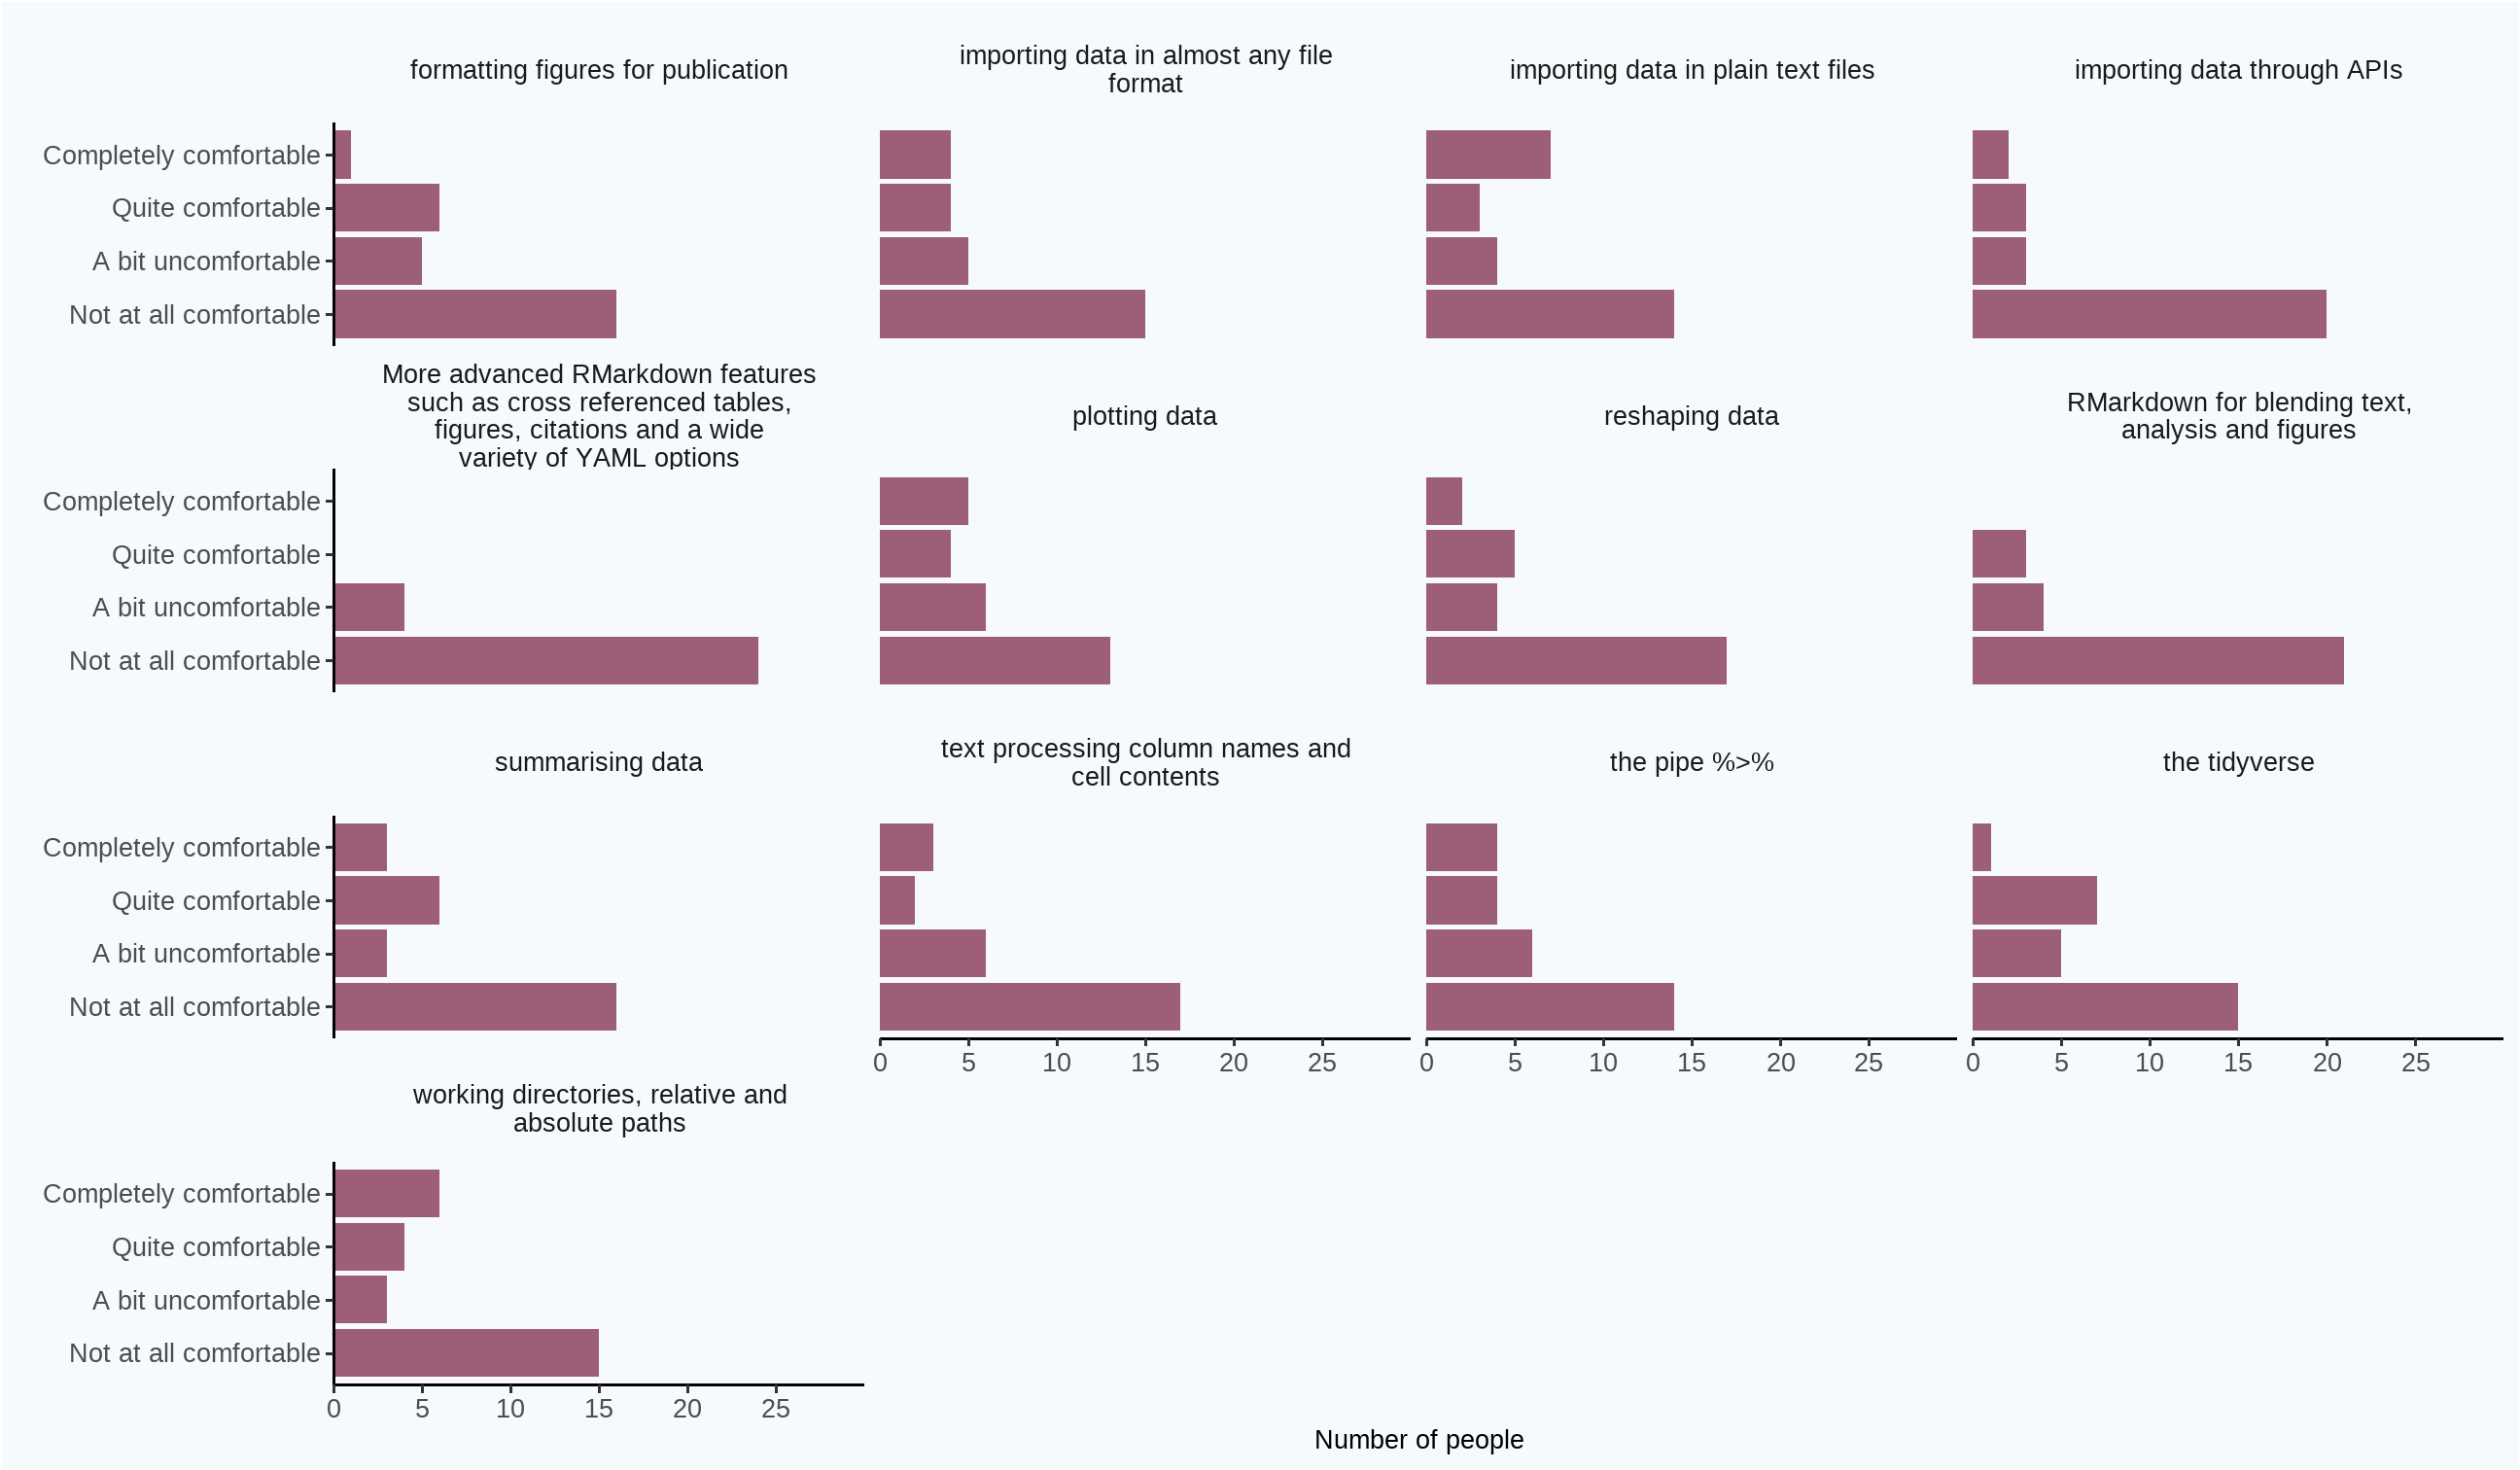 formatting figures for publication
importing data in almost any file
format
importing data in plain text files
importing data through APIs
Completely comfortable
Quite comfortable
A bit uncomfortable
Not at all comfortable
More advanced RMarkdown features
such as cross referenced tables,
figures, citations and a wide
variety of YAML options
plotting data
reshaping data
RMarkdown for blending text,
analysis and figures
Completely comfortable
Quite comfortable
A bit uncomfortable
Not at all comfortable
summarising data
text processing column names and
cell contents
the pipe %>%
the tidyverse
Completely comfortable
Quite comfortable
A bit uncomfortable
Not at all comfortable
0 5 10 15 20 25
0 5 10 15 20 25
0 5 10 15 20 25
working directories, relative and
absolute paths
Completely comfortable
Quite comfortable
A bit uncomfortable
Not at all comfortable
0 5 10 15 20 25
Number of people